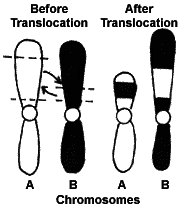 Before After
Translocation Translocation
A B A B
Chromosomes